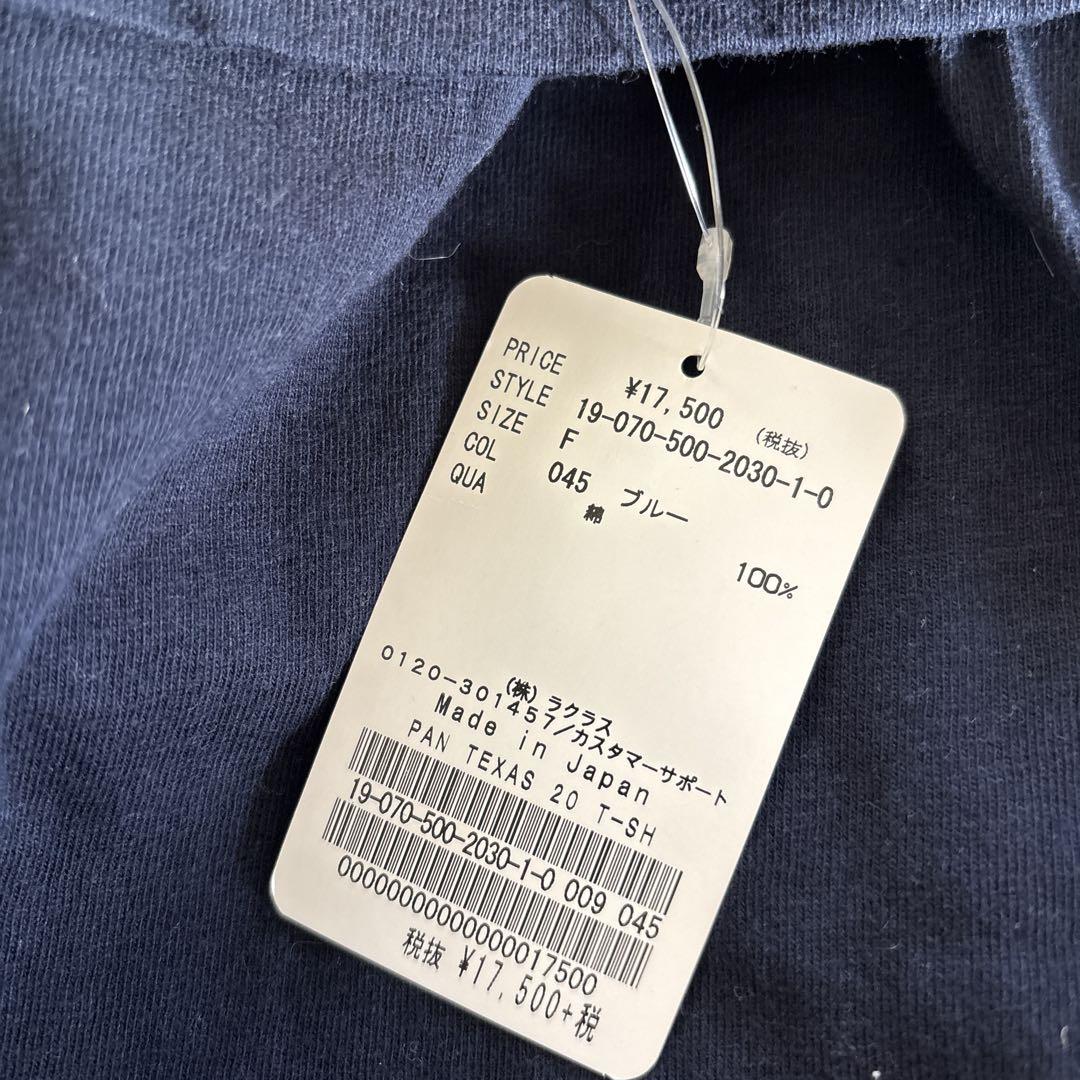 PRICE ¥17,500 (税抜)
STYLE 19-070-500-2030-1-0
SIZE F
COL 045 ブルー
QUA 綿 100%
(株) ラクラス
0120-301457/カスタマーサポート
Made in Japan
PAN TEXAS 20 T-SH
19-070-500-2030-1-0 009 045
0000000000000017500
税抜 ¥17,500+税